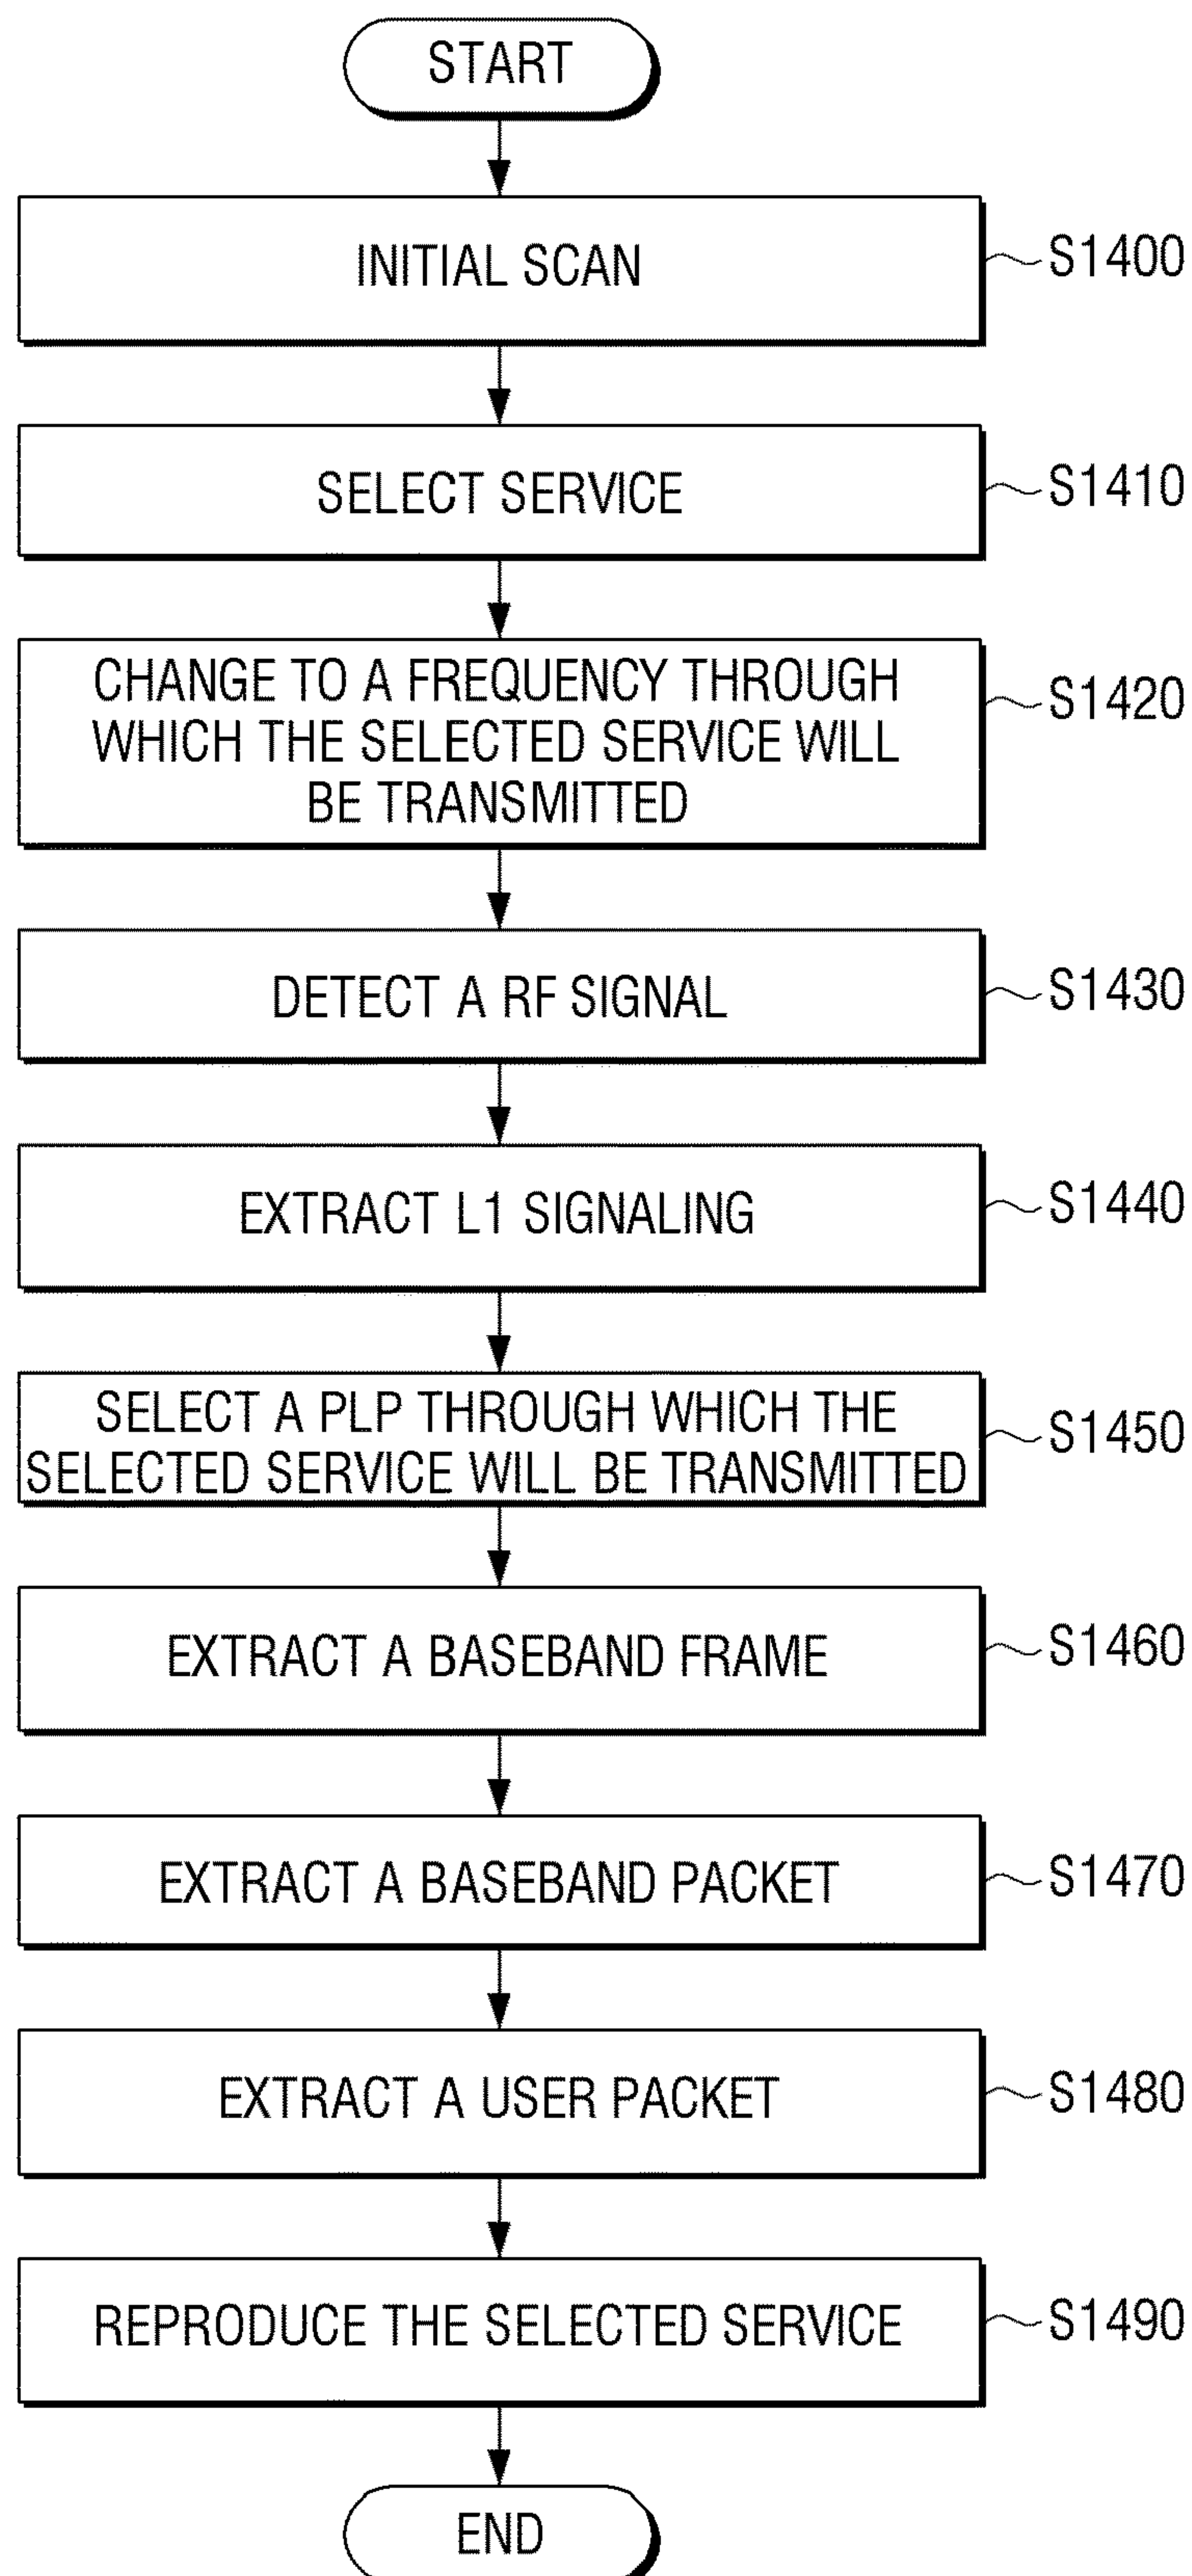 START
INITIAL SCAN
S1400
SELECT SERVICE
S1410
CHANGE TO A FREQUENCY THROUGH
WHICH THE SELECTED SERVICE WILL
BE TRANSMITTED
S1420
DETECT A RF SIGNAL
S1430
EXTRACT L1 SIGNALING
S1440
SELECT A PLP THROUGH WHICH THE
SELECTED SERVICE WILL BE TRANSMITTED
S1450
EXTRACT A BASEBAND FRAME
S1460
EXTRACT A BASEBAND PACKET
S1470
EXTRACT A USER PACKET
S1480
REPRODUCE THE SELECTED SERVICE
S1490
END